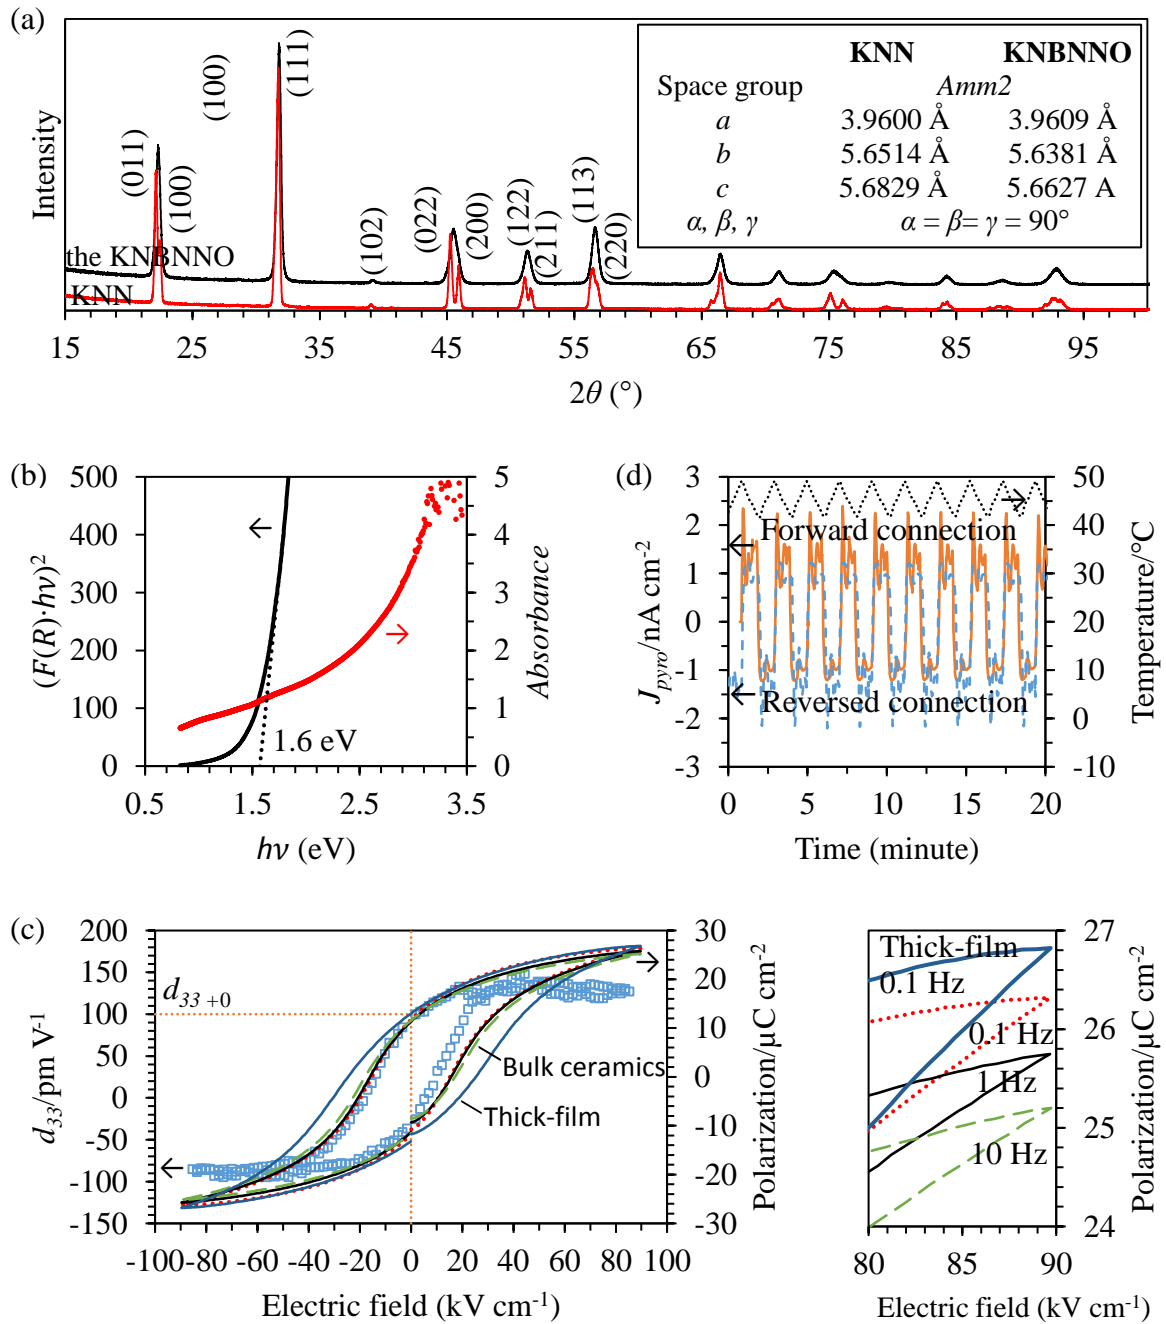 (a)
Intensity
(011)
(100)
(100)
(111)
(102)
(022)
(200)
(122)
(211)
(113)
(220)
KNN KNBNNO
Space group Amm2
a 3.9600 Å 3.9609 Å
b 5.6514 Å 5.6381 Å
c 5.6829 Å 5.6627 A
α, β, γ α = β= γ = 90°
the KNBNNO
KNN
15 25 35 45 55 65 75 85 95
2θ (°)
(b)
(F(R)·hν)²
500
400
300
200
100
0
1.6 eV
5
4
3
2
1
0
Absorbance
0.5 1.5 2.5 3.5
hν (eV)
(d)
J_pyro/nA cm⁻²
3
2
1
0
-1
-2
-3
Forward connection
Reversed connection
50
40
30
20
10
0
-10
Temperature/°C
0 5 10 15 20
Time (minute)
(c)
d₃₃/pm V⁻¹
200
150
100
50
0
-50
-100
-150
d₃₃ ₊₀
Bulk ceramics
Thick-film
30
20
10
0
-10
-20
-30
Polarization/µC cm⁻²
-100 -80 -60 -40 -20 0 20 40 60 80 100
Electric field (kV cm⁻¹)
Thick-film
0.1 Hz
0.1 Hz
1 Hz
10 Hz
27
26
25
24
Polarization/µC cm⁻²
80 85 90
Electric field (kV cm⁻¹)